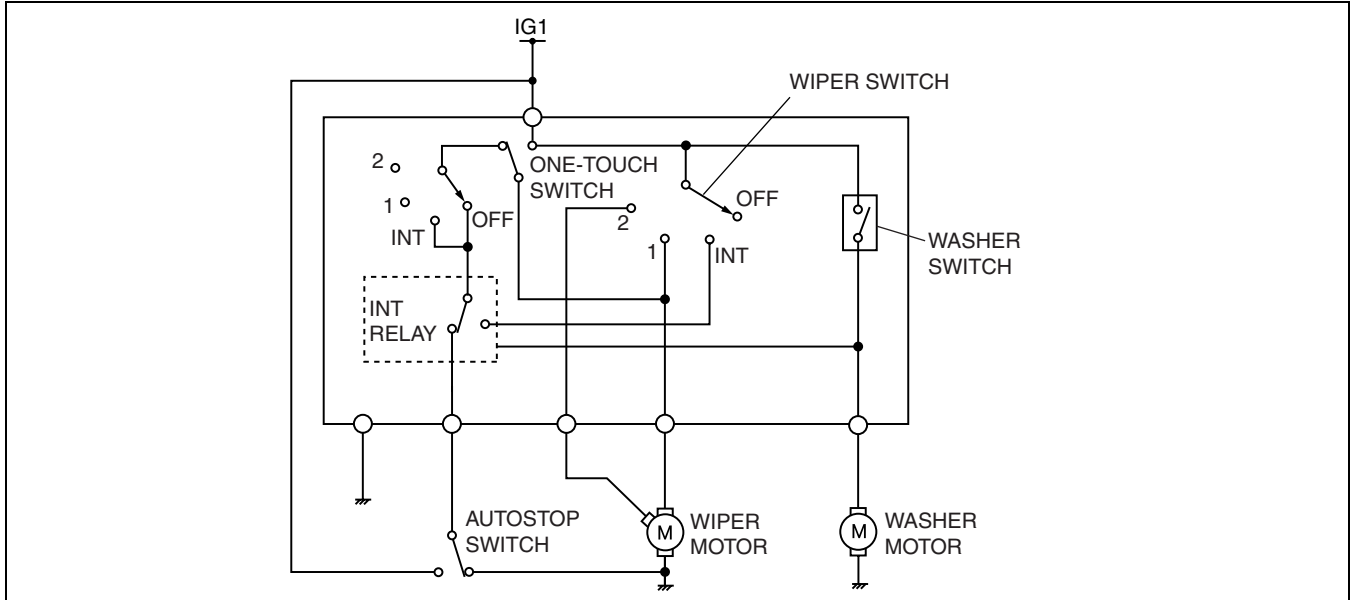 IG1
WIPER SWITCH
2
ONE-TOUCH
SWITCH
1
OFF
INT
2
OFF
1
INT
WASHER
SWITCH
INT
RELAY
AUTOSTOP
SWITCH
M
WIPER
MOTOR
M
WASHER
MOTOR